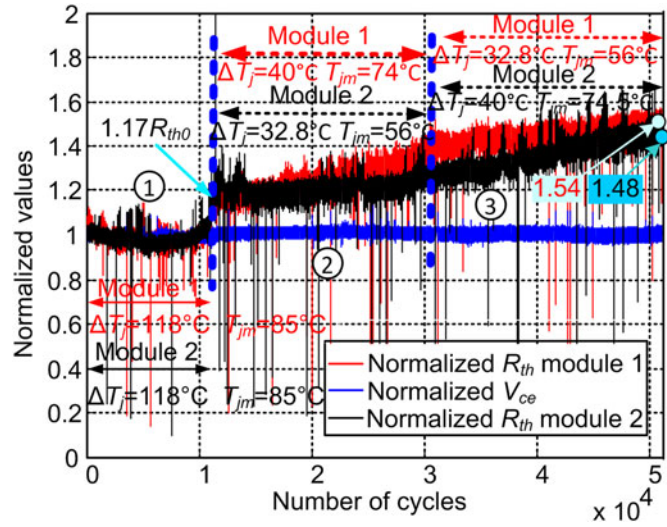 2
1.8
1.6
1.4
1.2
1
0.8
0.6
0.4
0.2
0
Normalized values
Module 1
ΔTj=40°C Tjm=74°C
Module 2
ΔTj=32.8°C Tjm=56°C
Module 1
ΔTj=32.8°C Tjm=56°C
Module 2
ΔTj=40°C Tjm=74.5°C
1.17Rth0
①
②
③
1.54
1.48
Module
ΔTj=118°C Tjm=85°C
Module 2
ΔTj=118°C Tjm=85°C
Normalized Rth module 1
Normalized Vce
Normalized Rth module 2
0 1 2 3 4 5
Number of cycles
x 10^4